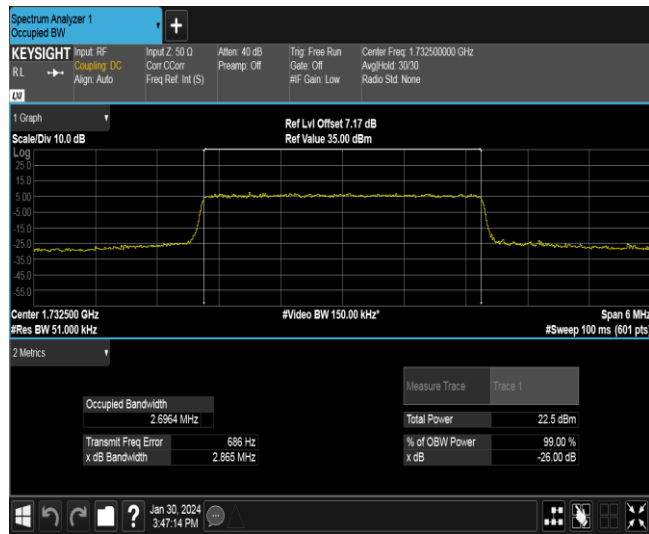 Spectrum Analyzer 1
Occupied BW
+
KEYSIGHT
R L
LXI
Input: RF
Coupling: DC
Align: Auto
Input Z: 50 Ω
Corr CCorr
Freq Ref: Int (S)
Atten: 40 dB
Preamp: Off
Trig: Free Run
Gate: Off
#IF Gain: Low
Center Freq: 1.732500000 GHz
Avg|Hold: 30/30
Radio Std: None
1 Graph
Scale/Div 10.0 dB
Ref Lvl Offset 7.17 dB
Ref Value 35.00 dBm
Log
25.0
15.0
5.00
-5.00
-15.0
-25.0
-35.0
-45.0
-55.0
Center 1.732500 GHz
#Res BW 51.000 kHz
#Video BW 150.00 kHz*
Span 6 MHz
#Sweep 100 ms (601 pts)
2 Metrics
Measure Trace
Trace 1
Occupied Bandwidth
2.6964 MHz
Total Power 22.5 dBm
Transmit Freq Error 686 Hz
% of OBW Power 99.00 %
x dB Bandwidth 2.865 MHz
x dB -26.00 dB
?
Jan 30, 2024
3:47:14 PM